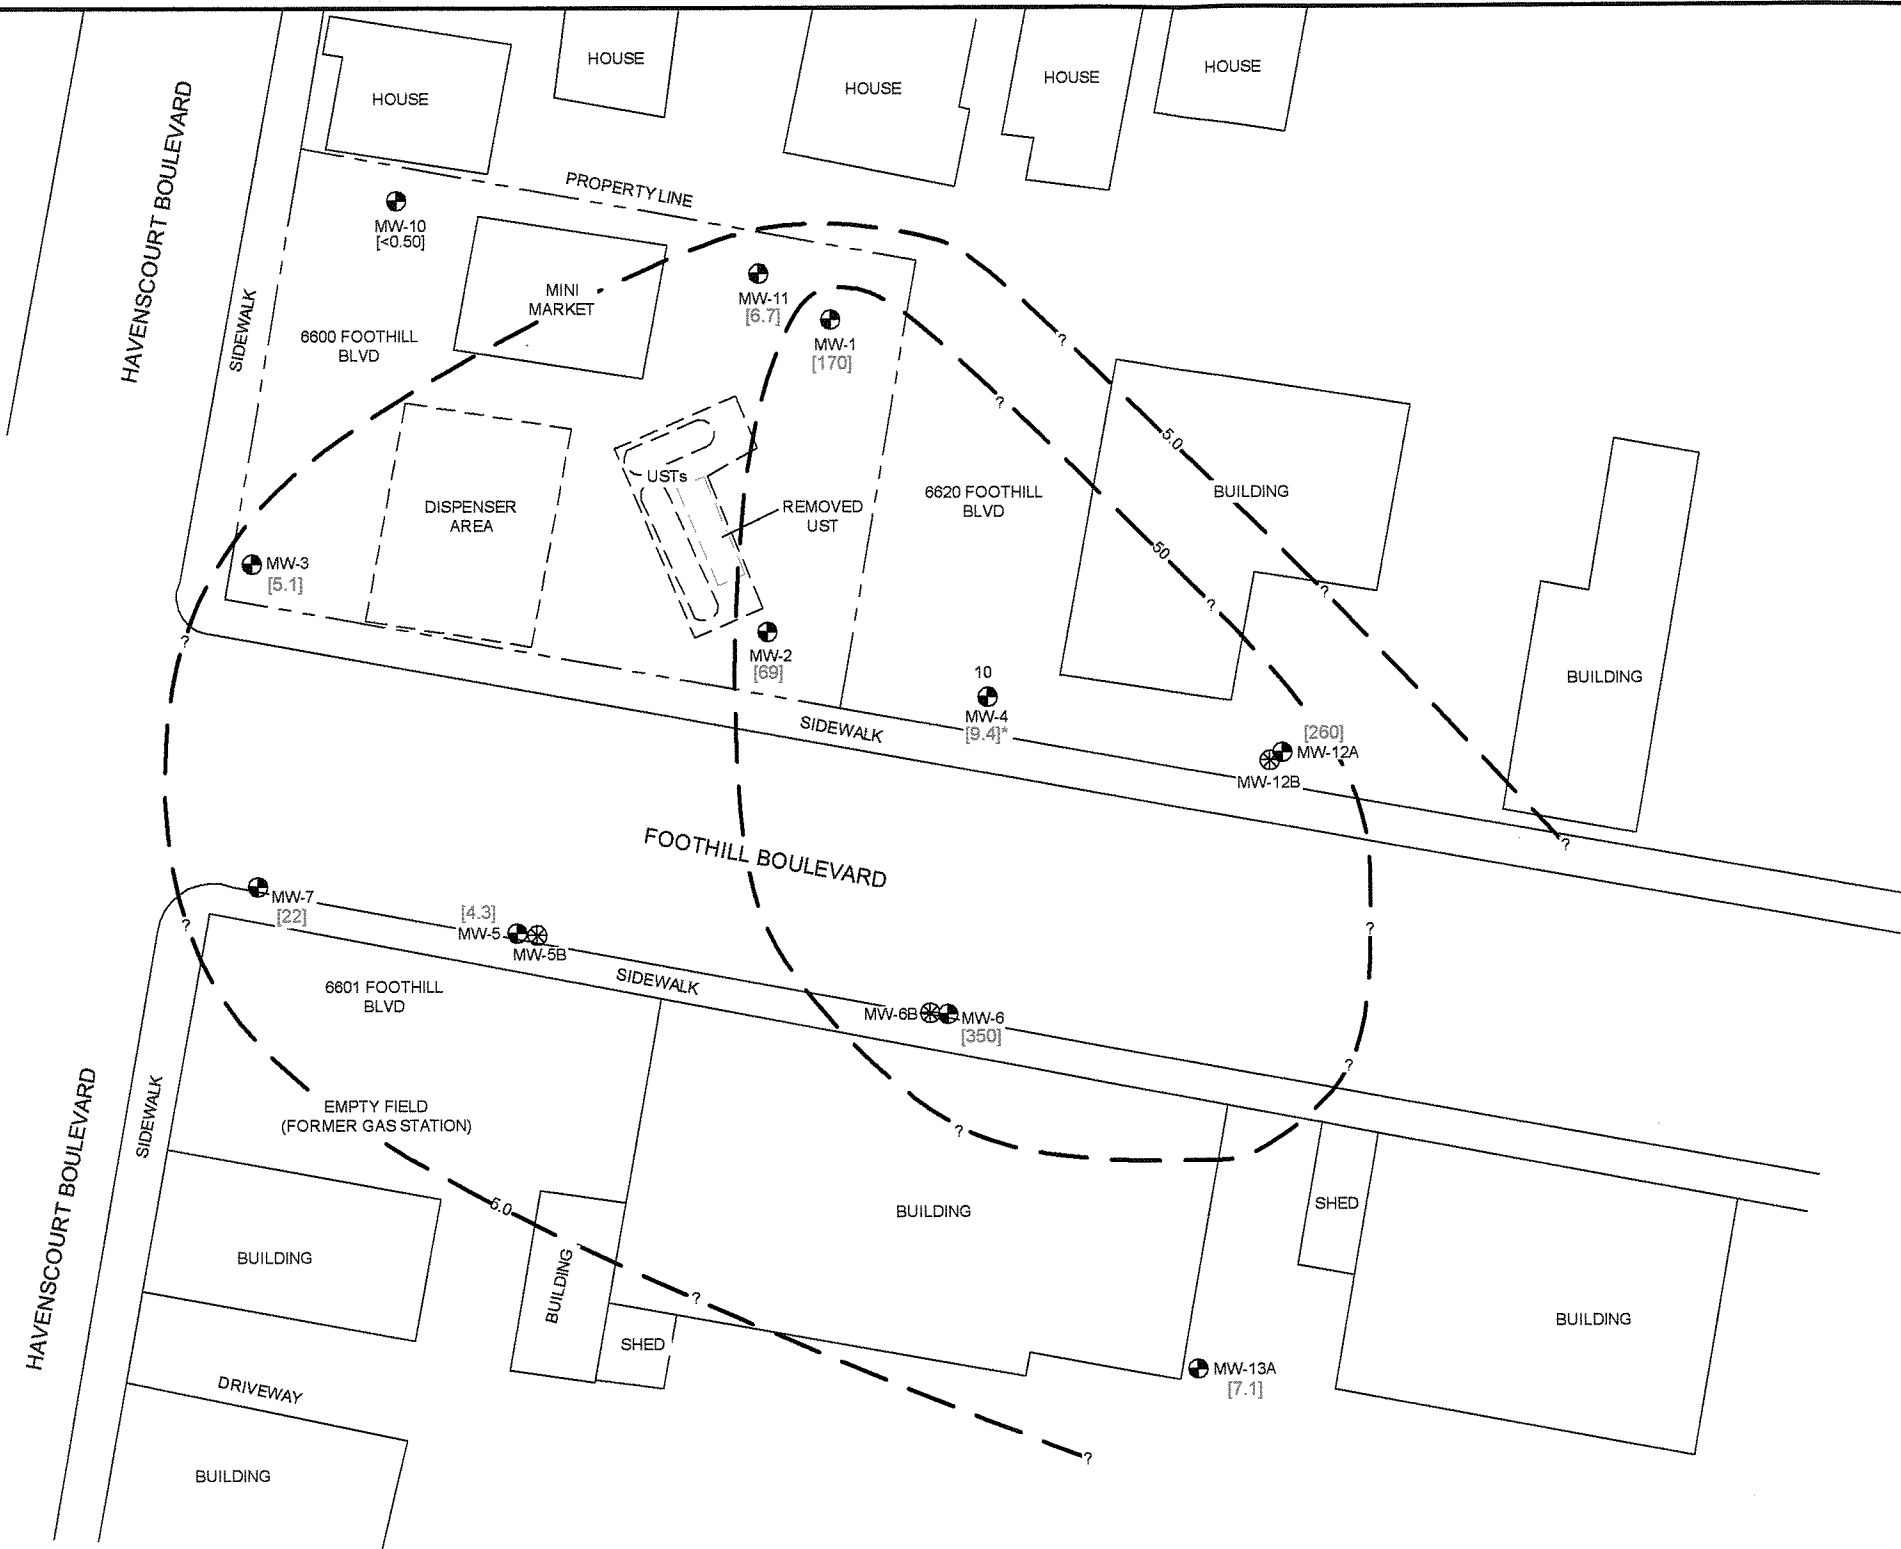 HOUSE
HOUSE
HOUSE
HOUSE
HOUSE
HAVENSCOURT BOULEVARD
SIDEWALK
PROPERTY LINE
MW-10
[<0.50]
MINI
MARKET
MW-11
[6.7]
MW-1
[170]
6600 FOOTHILL
BLVD
?
?
5.0
USTs
REMOVED
UST
DISPENSER
AREA
6620 FOOTHILL
BLVD
BUILDING
50
?
?
MW-3
[5.1]
?
MW-2
[69]
10
MW-4
[9.4]*
BUILDING
SIDEWALK
[260]
MW-12A
MW-12B
?
FOOTHILL BOULEVARD
MW-7
[22]
?
[4.3]
MW-5
MW-5B
?
SIDEWALK
6601 FOOTHILL
BLVD
MW-6B
MW-6
[350]
?
HAVENSCOURT BOULEVARD
SIDEWALK
EMPTY FIELD
(FORMER GAS STATION)
?
5.0
BUILDING
SHED
BUILDING
BUILDING
?
SHED
BUILDING
MW-13A
[7.1]
DRIVEWAY
?
BUILDING